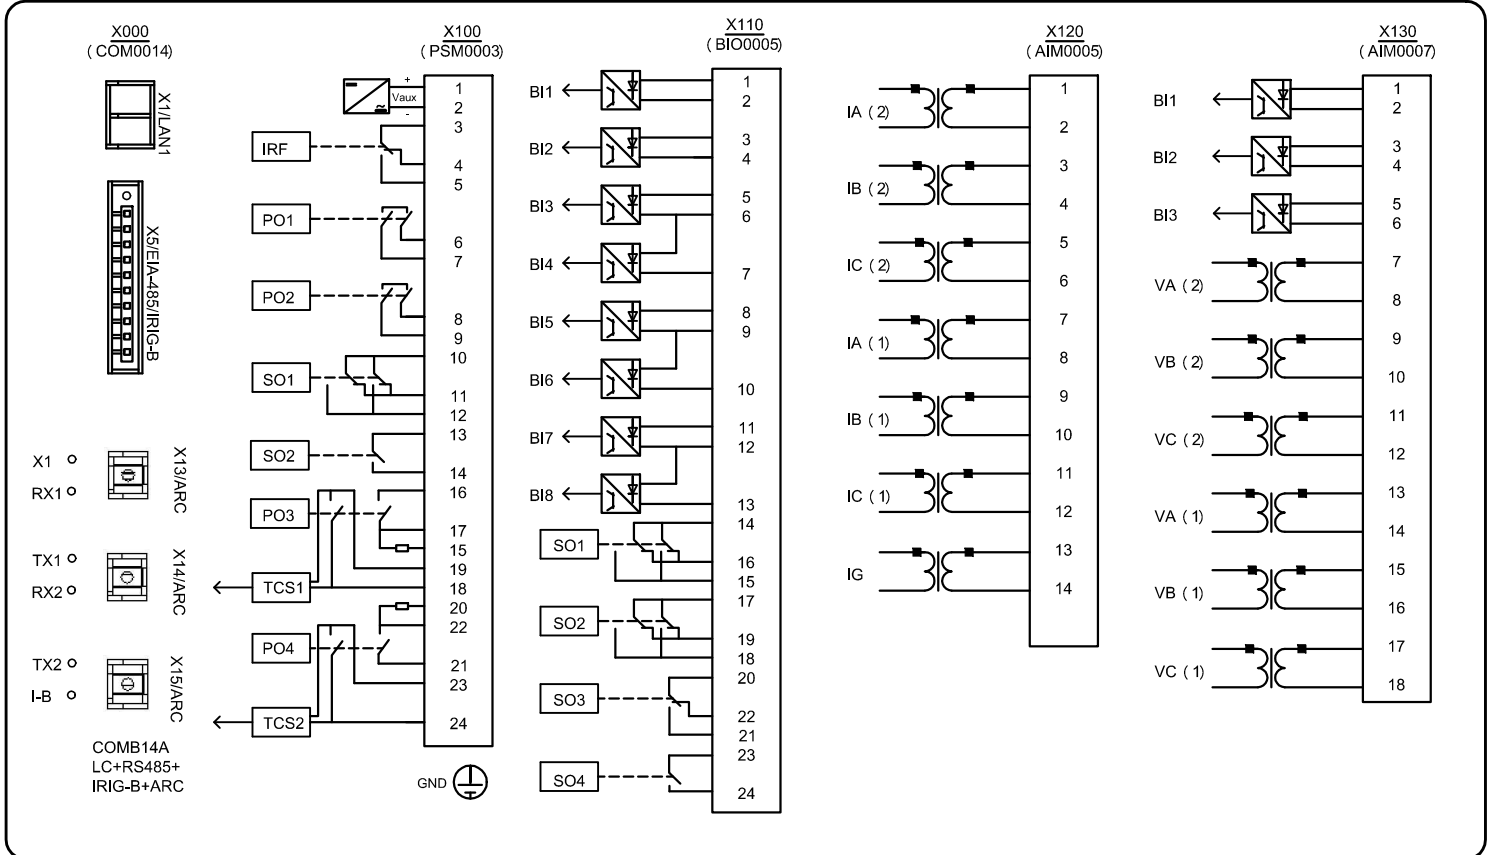 X000
( COM0014)
X1/LAN1
X5/EIA-485/IRIG-B
X1
RX1
X13/ARC
TX1
RX2
X14/ARC
TX2
I-B
X15/ARC
COMB14A
LC+RS485+
IRIG-B+ARC
X100
( PSM0003)
+
Vaux
-
1
2
3
IRF
4
5
PO1
6
7
PO2
8
9
10
SO1
11
12
13
SO2
14
16
PO3
17
15
19
TCS1
18
20
22
PO4
21
23
TCS2
24
GND
X110
( BIO0005)
BI1
1
2
BI2
3
4
BI3
5
6
BI4
7
BI5
8
9
BI6
10
BI7
11
12
BI8
13
14
SO1
16
15
17
SO2
19
18
20
SO3
22
21
23
SO4
24
X120
( AIM0005)
IA ( 2)
1
2
IB ( 2)
3
4
IC ( 2)
5
6
IA ( 1)
7
8
IB ( 1)
9
10
IC ( 1)
11
12
IG
13
14
X130
( AIM0007)
BI1
1
2
BI2
3
4
BI3
5
6
VA ( 2)
7
8
VB ( 2)
9
10
VC ( 2)
11
12
VA ( 1)
13
14
VB ( 1)
15
16
VC ( 1)
17
18